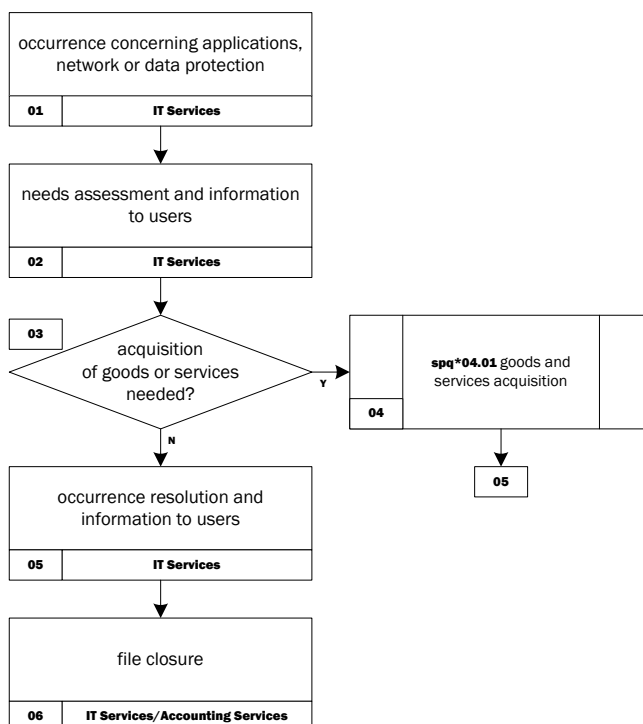 occurrence concerning applications,
network or data protection
01 IT Services
needs assessment and information
to users
02 IT Services
03
acquisition
of goods or services
needed?
Y
spq*04.01 goods and
services acquisition
04
N
05
occurrence resolution and
information to users
05 IT Services
file closure
06 IT Services/Accounting Services